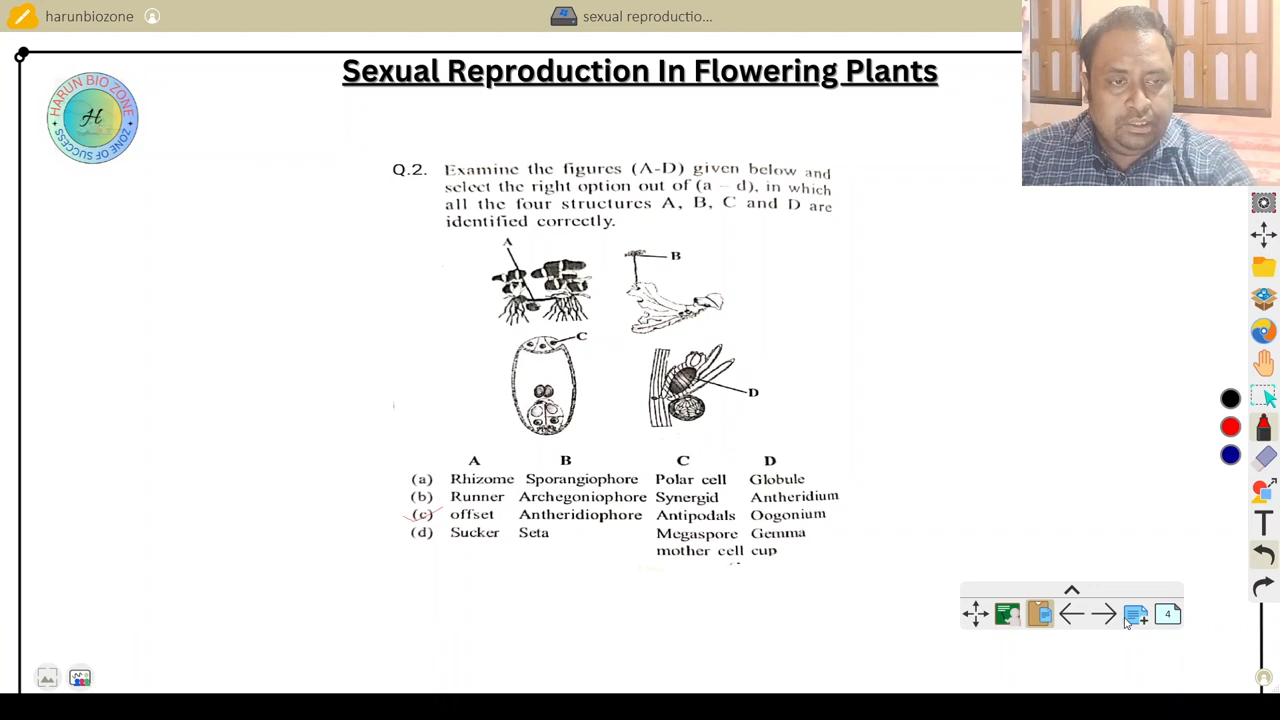 harunbiozone
sexual reproductio...
Sexual Reproduction In Flowering Plants
HARUN BIO ZONE
H
ZONE OF SUCCESS
Q.2. Examine the figures (A-D) given below and
select the right option out of (a – d), in which
all the four structures A, B, C and D are
identified correctly.
A
B
C
D
A B C D
(a) Rhizome Sporangiophore Polar cell Globule
(b) Runner Archegoniophore Synergid Antheridium
(c) offset Antheridiophore Antipodals Oogonium
(d) Sucker Seta Megaspore Gemma
mother cell cup
T
4